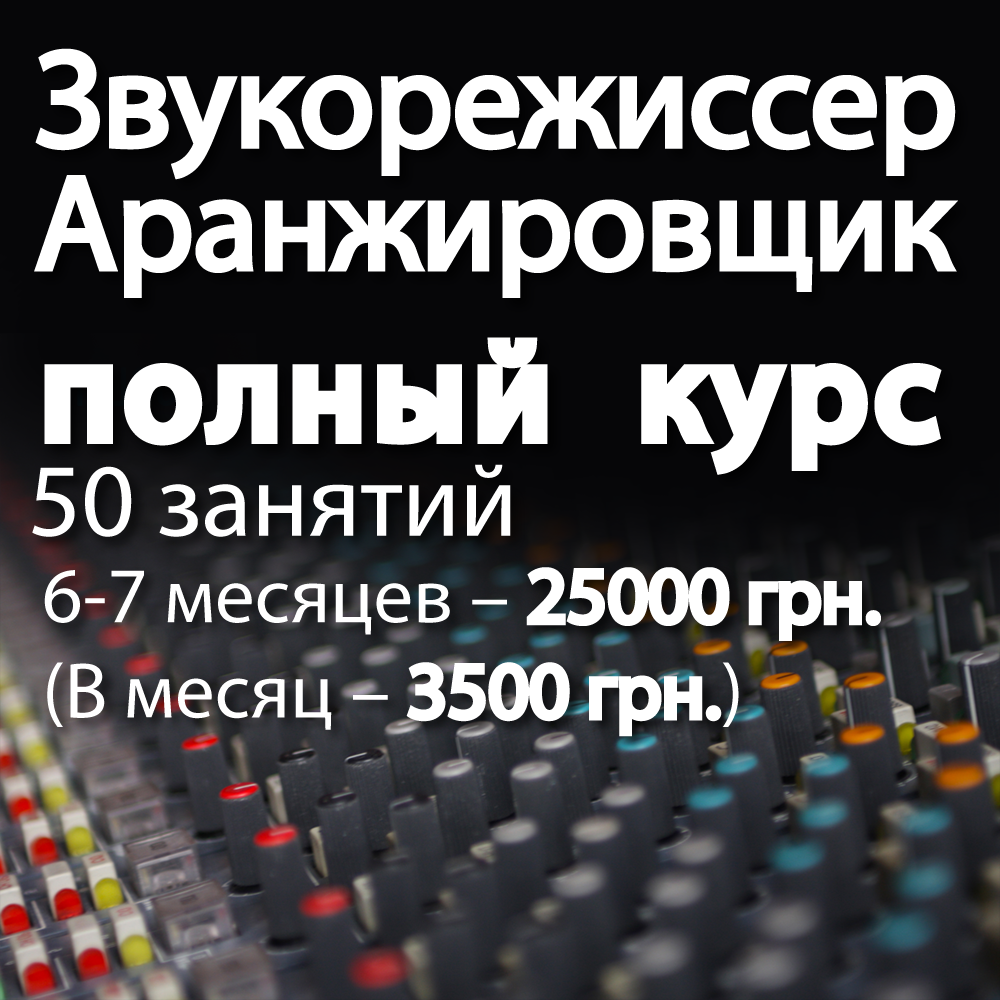 Звукорежиссер
Аранжировщик
полный курс
50 занятий
6-7 месяцев – 25000 грн.
(В месяц – 3500 грн.)